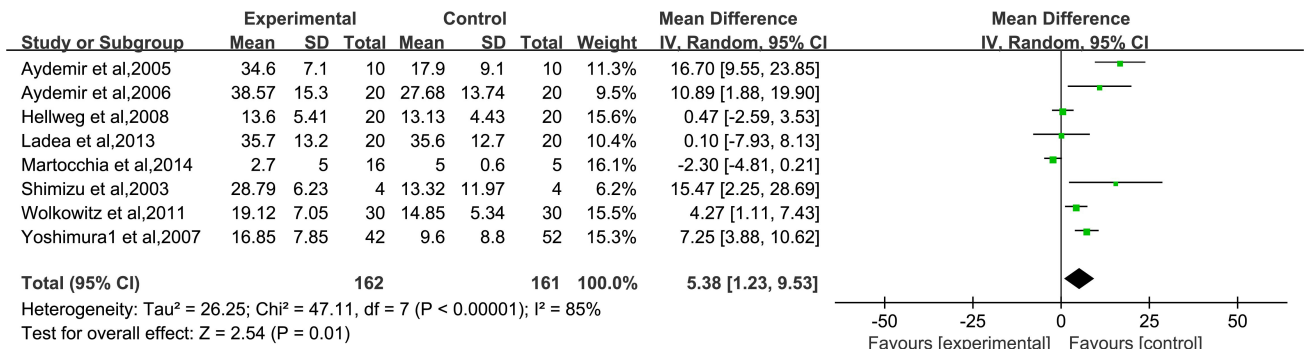 Experimental Control Mean Difference Mean Difference
Study or Subgroup Mean SD Total Mean SD Total Weight IV, Random, 95% CI IV, Random, 95% CI
Aydemir et al,2005 34.6 7.1 10 17.9 9.1 10 11.3% 16.70 [9.55, 23.85]
Aydemir et al,2006 38.57 15.3 20 27.68 13.74 20 9.5% 10.89 [1.88, 19.90]
Hellweg et al,2008 13.6 5.41 20 13.13 4.43 20 15.6% 0.47 [-2.59, 3.53]
Ladea et al,2013 35.7 13.2 20 35.6 12.7 20 10.4% 0.10 [-7.93, 8.13]
Martocchia et al,2014 2.7 5 16 5 0.6 5 16.1% -2.30 [-4.81, 0.21]
Shimizu et al,2003 28.79 6.23 4 13.32 11.97 4 6.2% 15.47 [2.25, 28.69]
Wolkowitz et al,2011 19.12 7.05 30 14.85 5.34 30 15.5% 4.27 [1.11, 7.43]
Yoshimura1 et al,2007 16.85 7.85 42 9.6 8.8 52 15.3% 7.25 [3.88, 10.62]
Total (95% CI) 162 161 100.0% 5.38 [1.23, 9.53]
Heterogeneity: Tau² = 26.25; Chi² = 47.11, df = 7 (P < 0.00001); I² = 85%
Test for overall effect: Z = 2.54 (P = 0.01)
-50 -25 0 25 50
Favours [experimental] Favours [control]